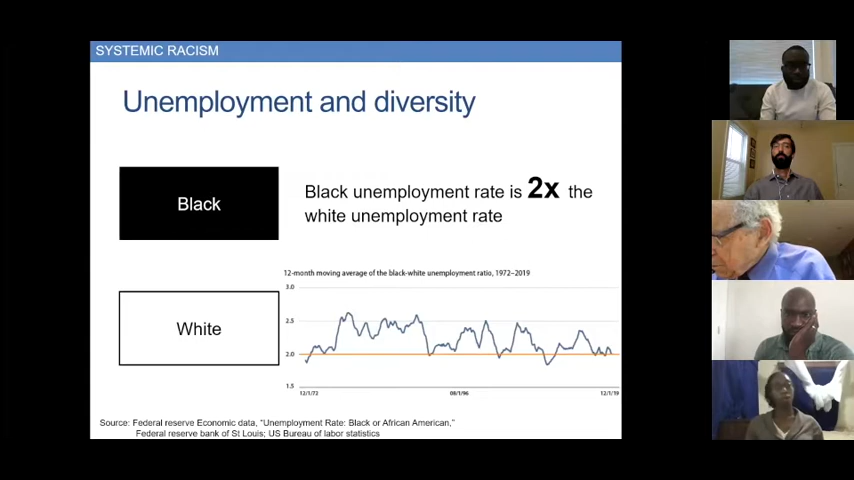 SYSTEMIC RACISM
Unemployment and diversity
Black
Black unemployment rate is 2x the
white unemployment rate
12-month moving average of the black-white unemployment ratio, 1972–2019
3.0
2.5
White
2.0
1.5
12/1/72
08/1/96
12/1/19
Source: Federal reserve Economic data, “Unemployment Rate: Black or African American,”
Federal reserve bank of St Louis; US Bureau of labor statistics